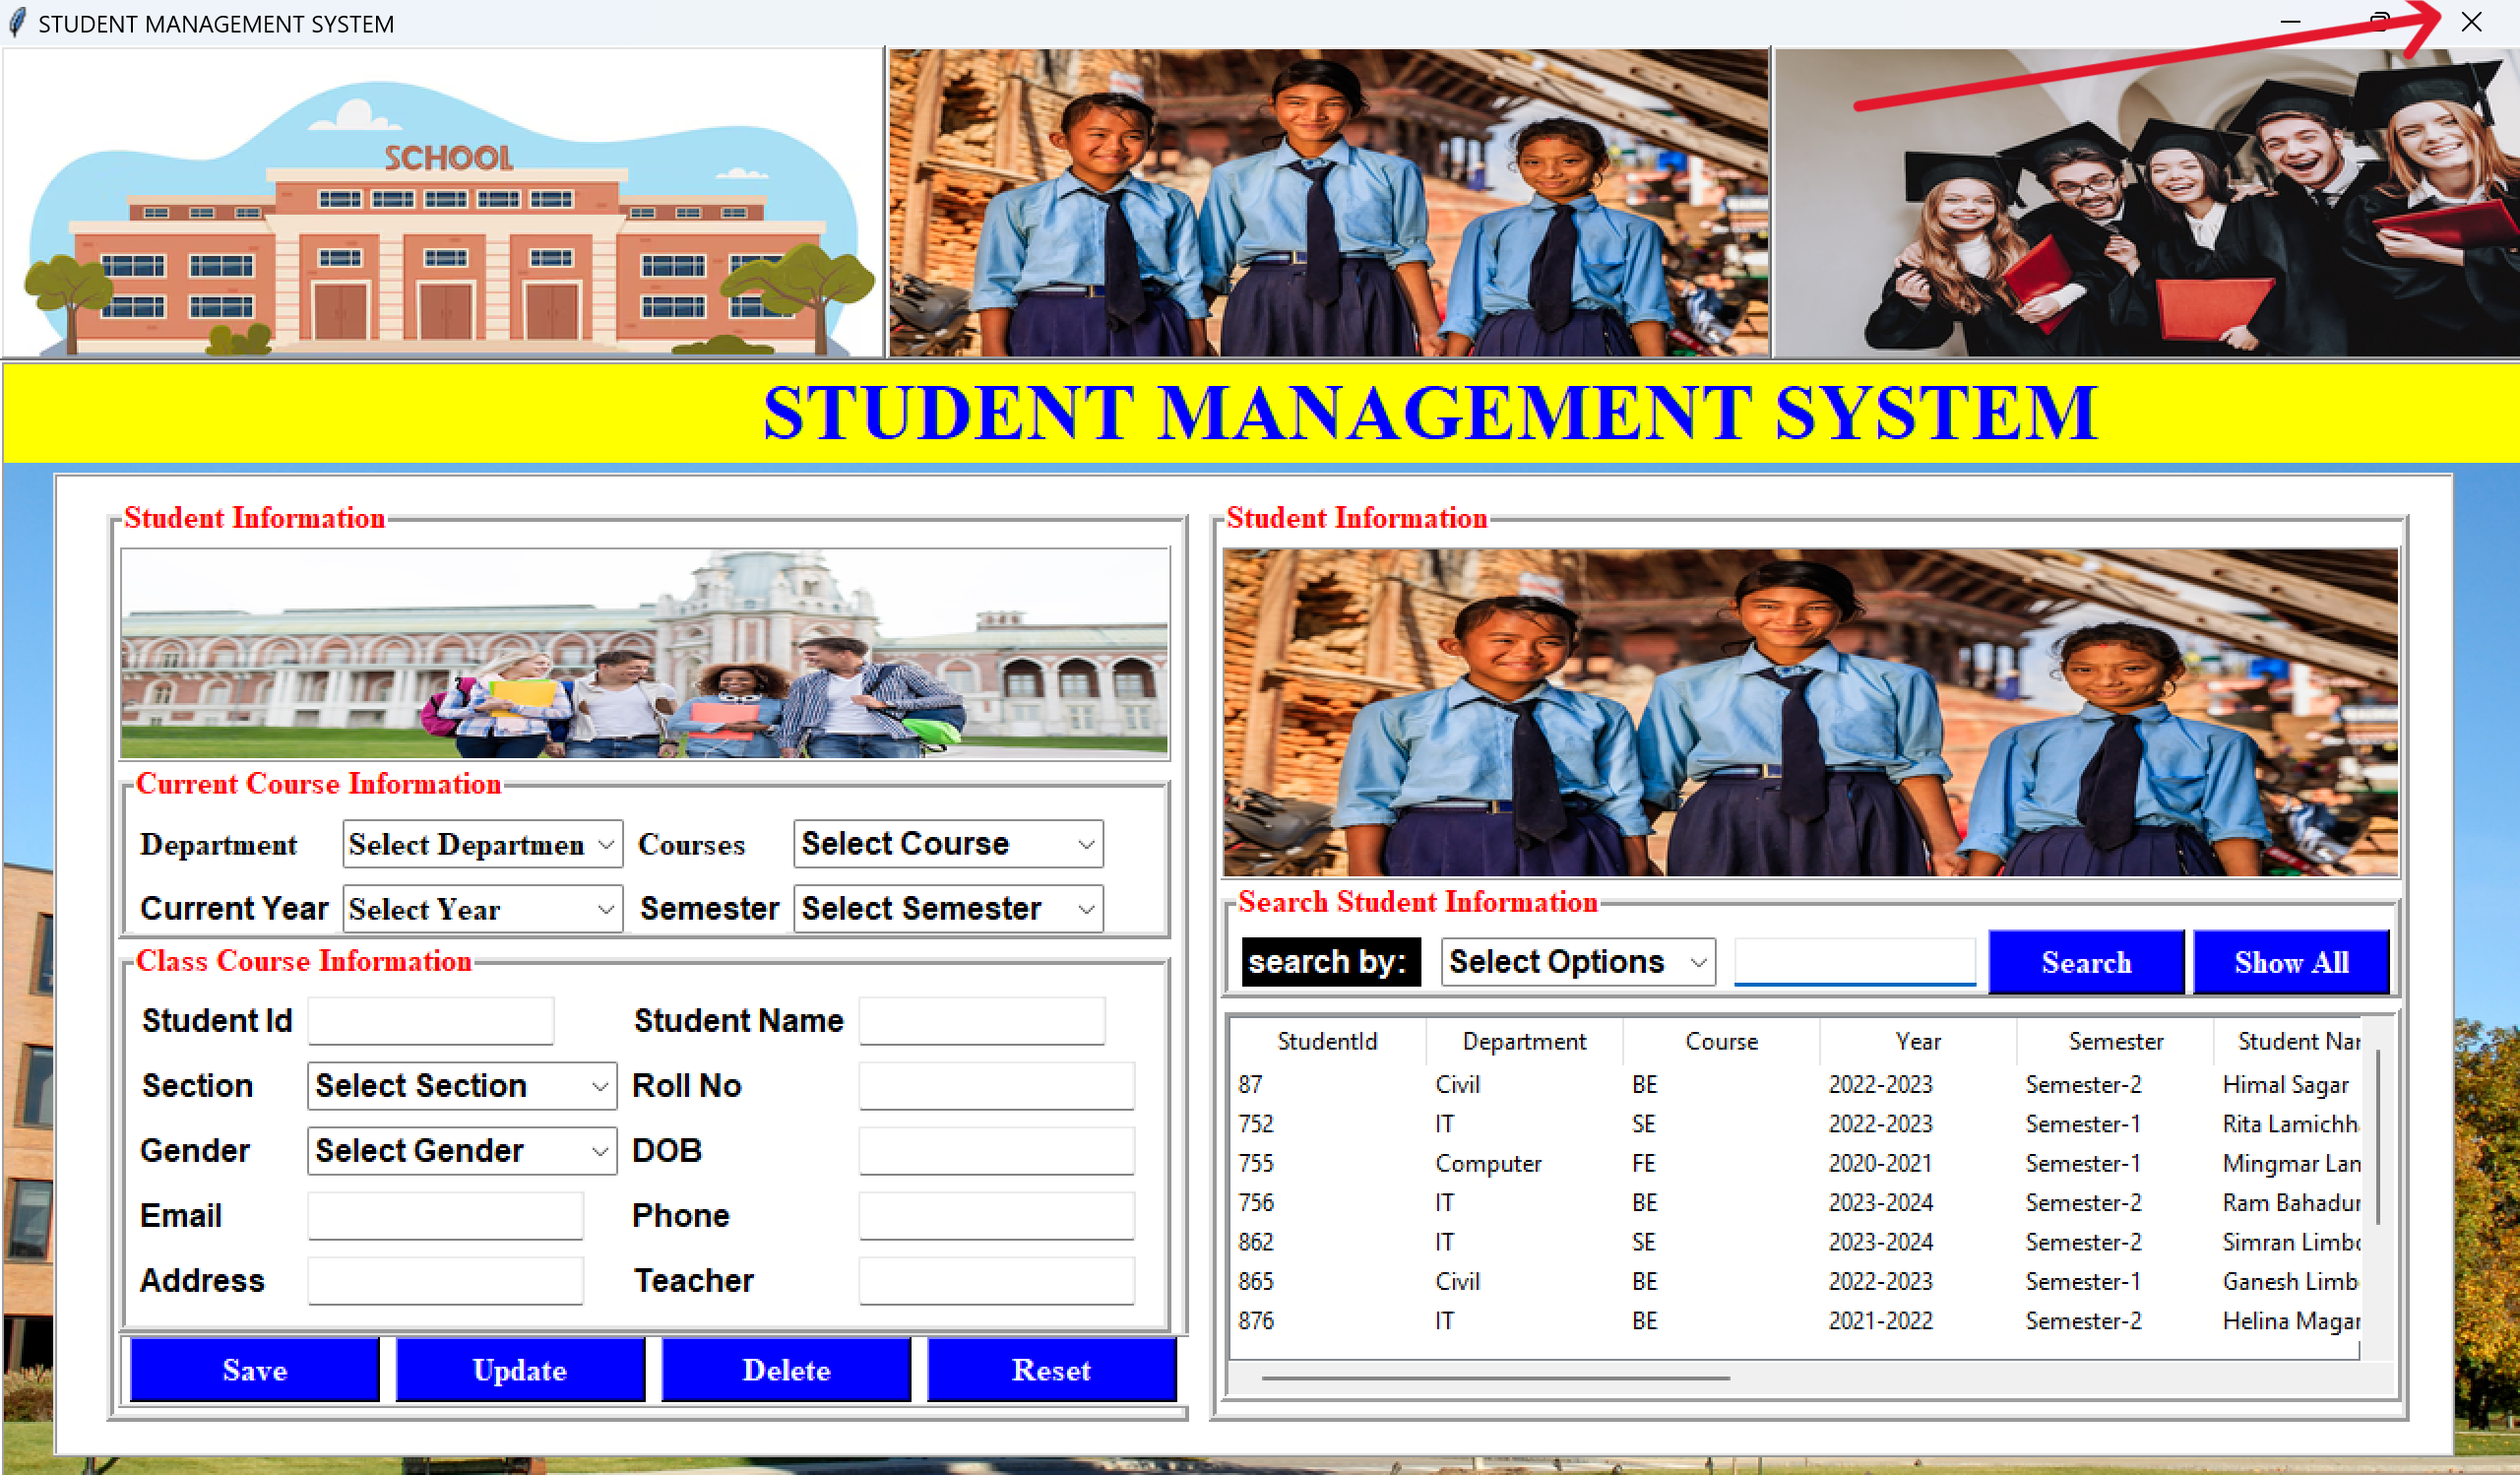 STUDENT MANAGEMENT SYSTEM
SCHOOL
STUDENT MANAGEMENT SYSTEM
Student Information
Current Course Information
Department Select Departmen Courses Select Course
Current Year Select Year Semester Select Semester
Class Course Information
Student Id Student Name
Section Select Section Roll No
Gender Select Gender DOB
Email Phone
Address Teacher
Save Update Delete Reset
Student Information
Search Student Information
search by: Select Options Search Show All
StudentId Department Course Year Semester Student Nar
87 Civil BE 2022-2023 Semester-2 Himal Sagar
752 IT SE 2022-2023 Semester-1 Rita Lamichh
755 Computer FE 2020-2021 Semester-1 Mingmar Lan
756 IT BE 2023-2024 Semester-2 Ram Bahadur
862 IT SE 2023-2024 Semester-2 Simran Limbo
865 Civil BE 2022-2023 Semester-1 Ganesh Limb
876 IT BE 2021-2022 Semester-2 Helina Magar